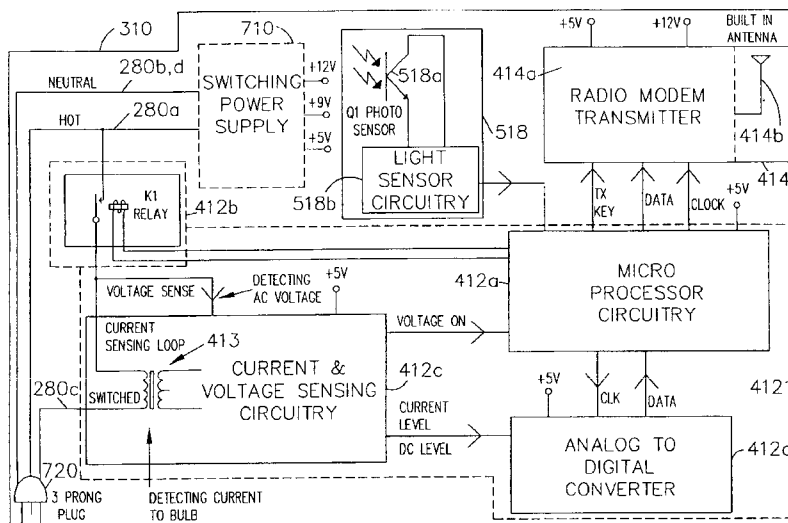 310
710
+5V
+12V
BUILT IN
ANTENNA
280b,d
NEUTRAL
SWITCHING
POWER
SUPPLY
+12V
+9V
+5V
518a
Q1 PHOTO
SENSOR
518
414a
RADIO MODEM
TRANSMITTER
414b
414
280a
HOT
LIGHT
SENSOR
CIRCUITRY
518b
TX
KEY
DATA
CLOCK
+5V
K1
RELAY
412b
412a
MICRO
PROCESSOR
CIRCUITRY
VOLTAGE SENSE
DETECTING
AC VOLTAGE
+5V
VOLTAGE ON
CURRENT
SENSING LOOP
413
CURRENT &
VOLTAGE SENSING
CIRCUITRY
412c
280c
SWITCHED
CURRENT
LEVEL
DC LEVEL
+5V
CLK
DATA
412
ANALOG TO
DIGITAL
CONVERTER
720
3 PRONG
PLUG
DETECTING CURRENT
TO BULB